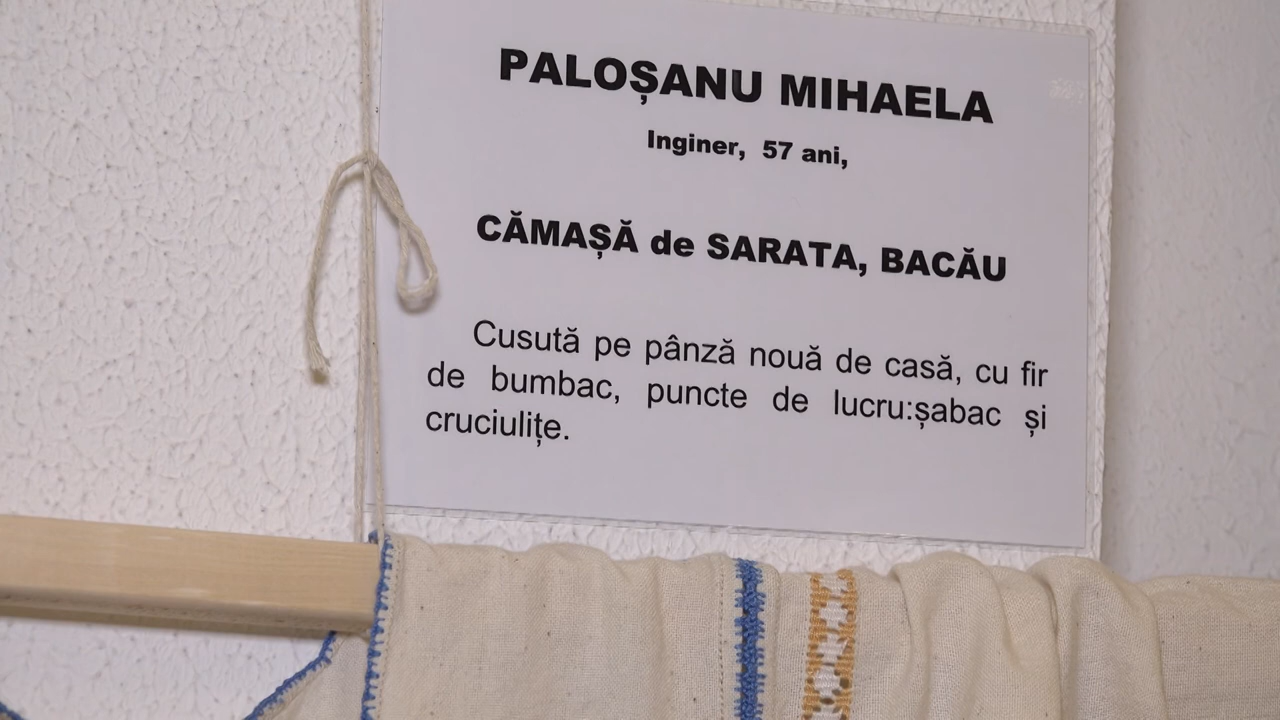 PALOȘANU MIHAELA
Inginer, 57 ani,
CĂMAȘĂ de SARATA, BACĂU
Cusută pe pânză nouă de casă, cu fir
de bumbac, puncte de lucru:șabac și
cruciulițe.